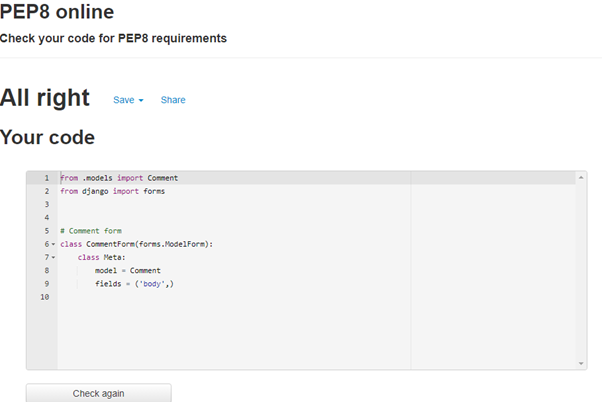 PEP8 online
Check your code for PEP8 requirements
All right Save Share
Your code
1 from .models import Comment
2 from django import forms
3
4
5 # Comment form
6 class CommentForm(forms.ModelForm):
7     class Meta:
8         model = Comment
9         fields = ('body',)
10
Check again